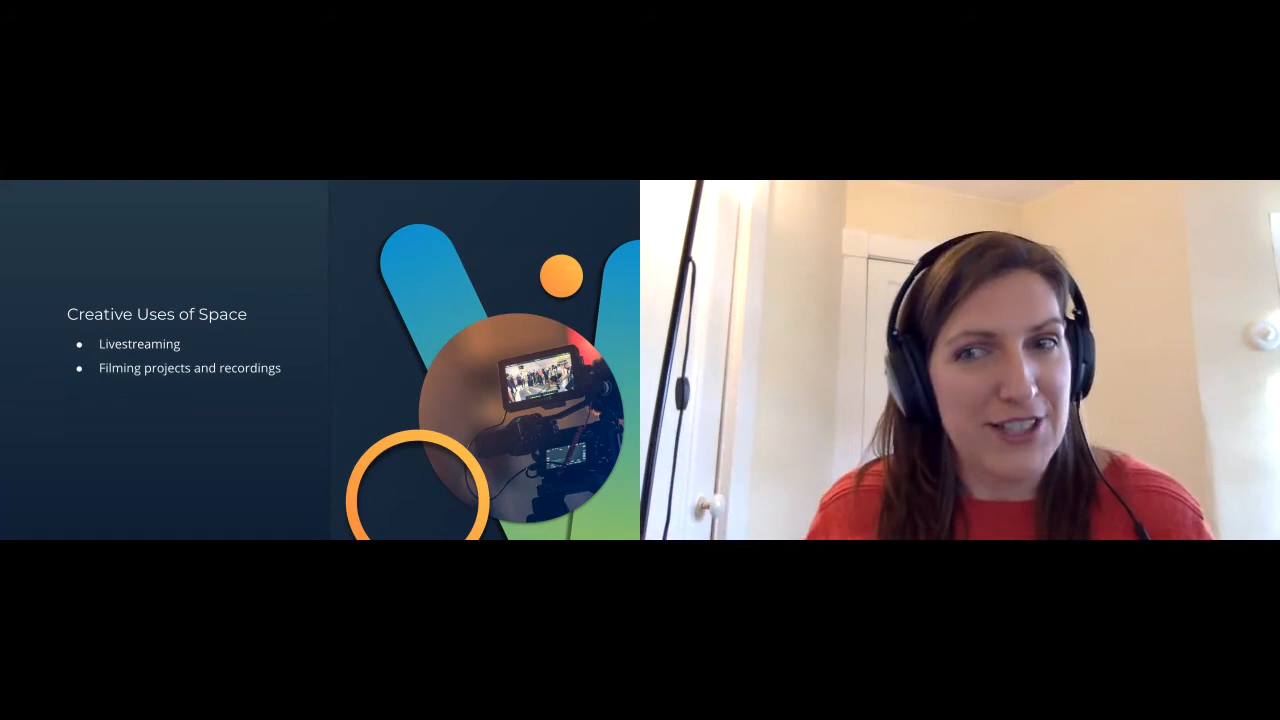 Creative Uses of Space
● Livestreaming
● Filming projects and recordings